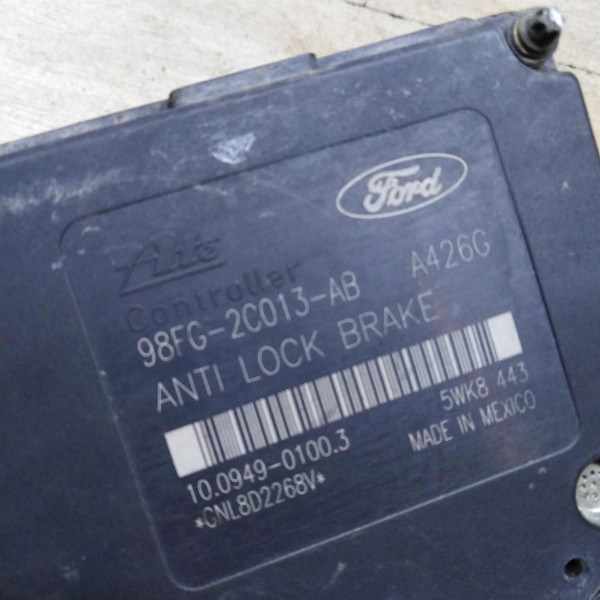 Ford
Ate
Controller
98FG-2C013-AB A426G
ANTI LOCK BRAKE
10.0949-0100.3 5WK8 443
*GNL8D2268V* MADE IN MEXICO